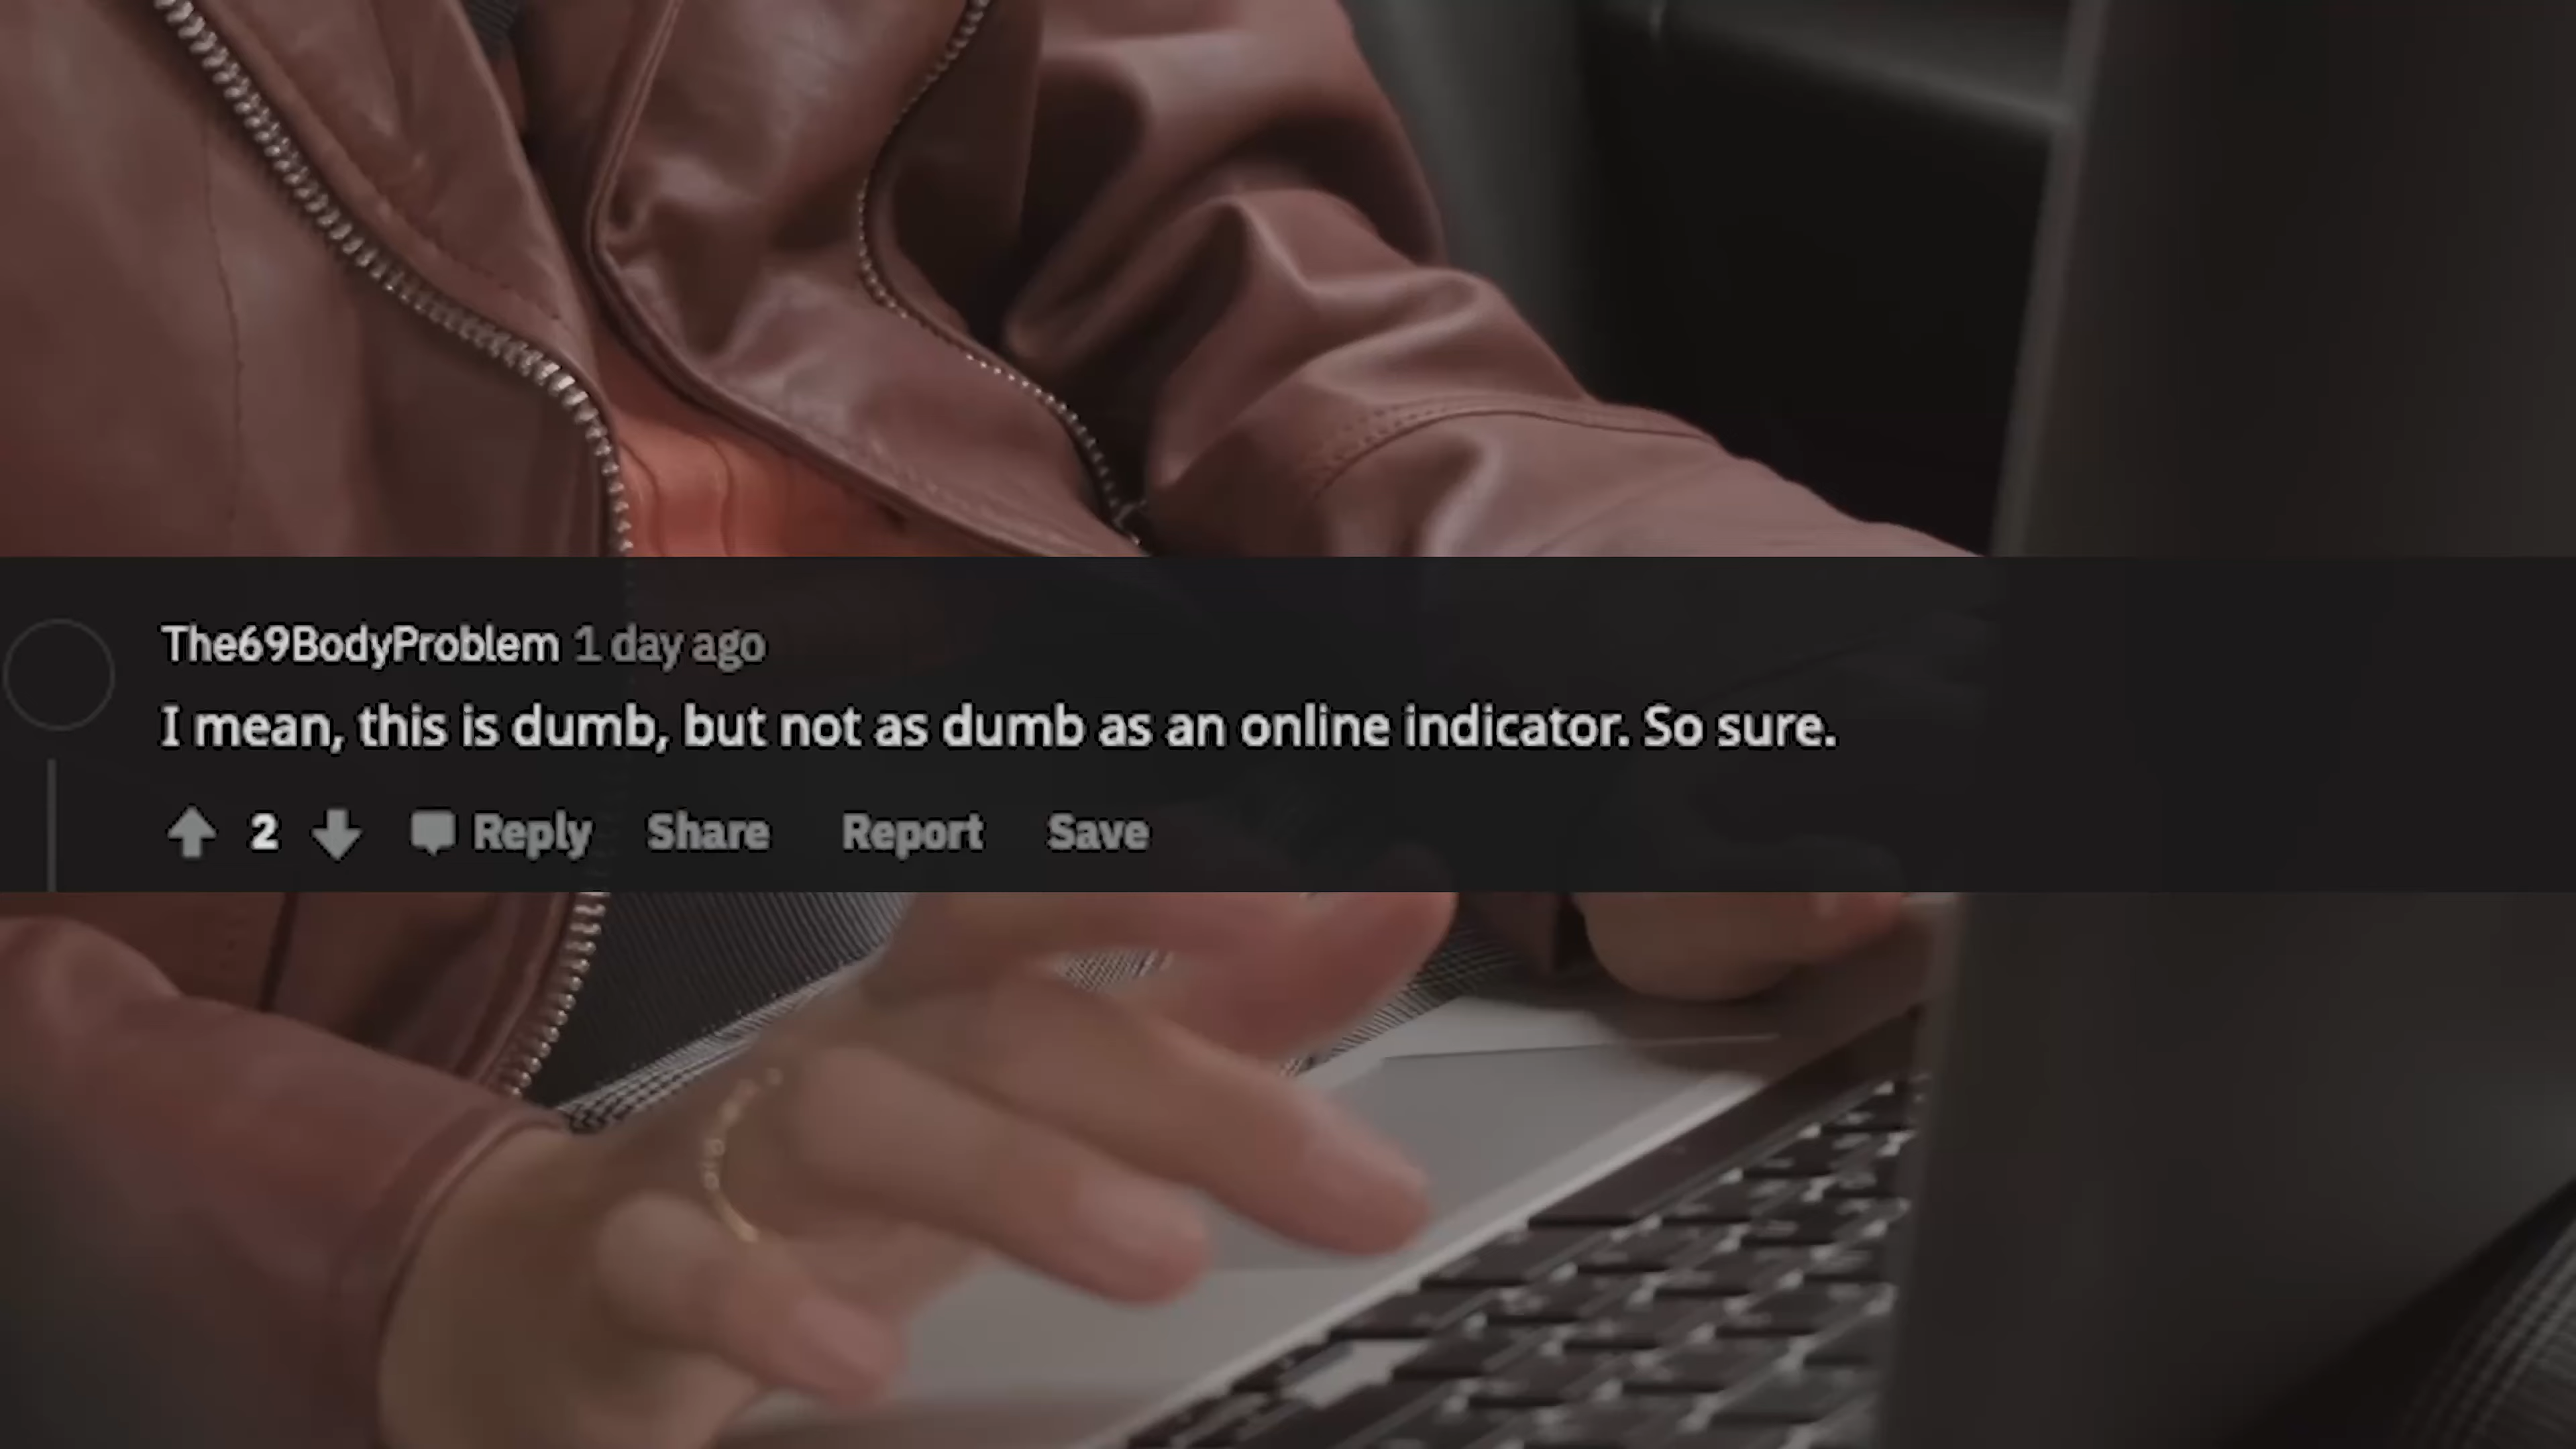 The69BodyProblem 1 day ago
I mean, this is dumb, but not as dumb as an online indicator. So sure.
2 Reply Share Report Save